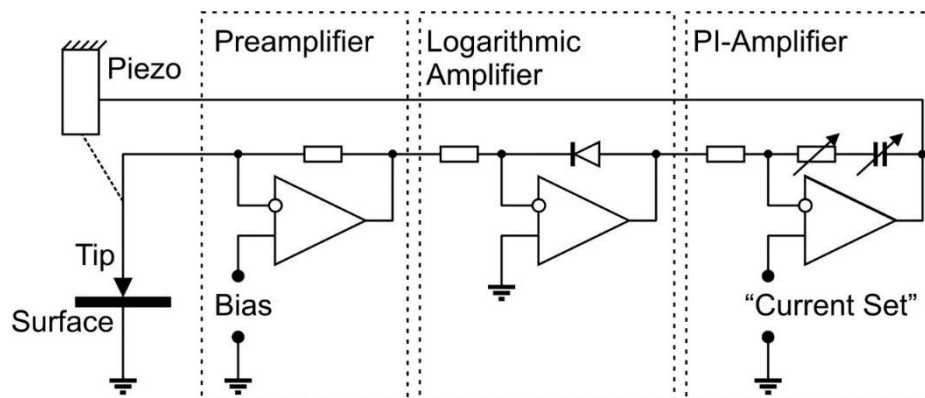 Preamplifier
Logarithmic
Amplifier
PI-Amplifier
Piezo
Tip
Surface
Bias
“Current Set”